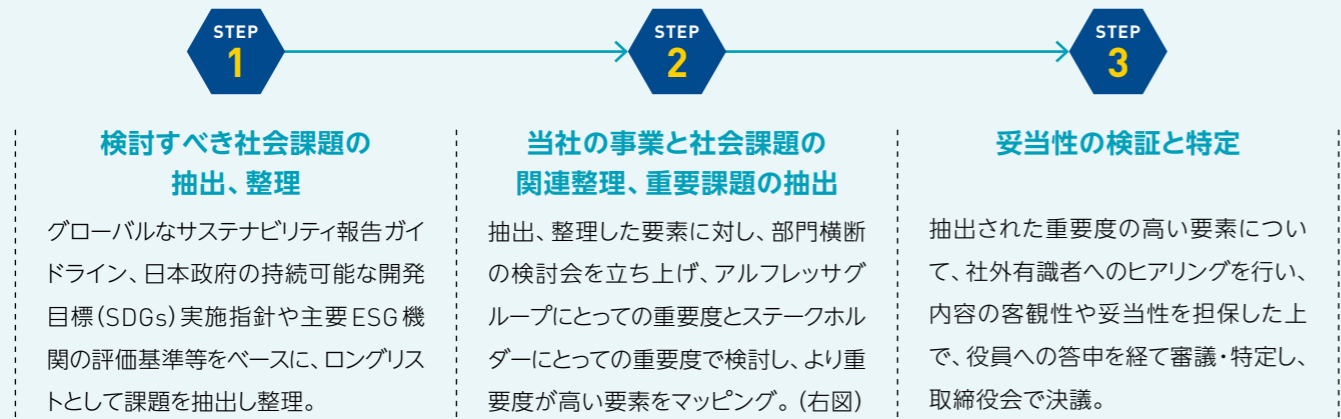 STEP
1
STEP
2
STEP
3
検討すべき社会課題の
抽出、整理
グローバルなサステナビリティ報告ガイ
ドライン、日本政府の持続可能な開発
目標(SDGs)実施指針や主要ESG機
関の評価基準等をベースに、ロングリス
トとして課題を抽出し整理。
当社の事業と社会課題の
関連整理、重要課題の抽出
抽出、整理した要素に対し、部門横断
の検討会を立ち上げ、アルフレッサグ
ループにとっての重要度とステークホル
ダーにとっての重要度で検討し、より重
要度が高い要素をマッピング。(右図)
妥当性の検証と特定
抽出された重要度の高い要素につい
て、社外有識者へのヒアリングを行い、
内容の客観性や妥当性を担保した上
で、役員への答申を経て審議・特定し、
取締役会で決議。